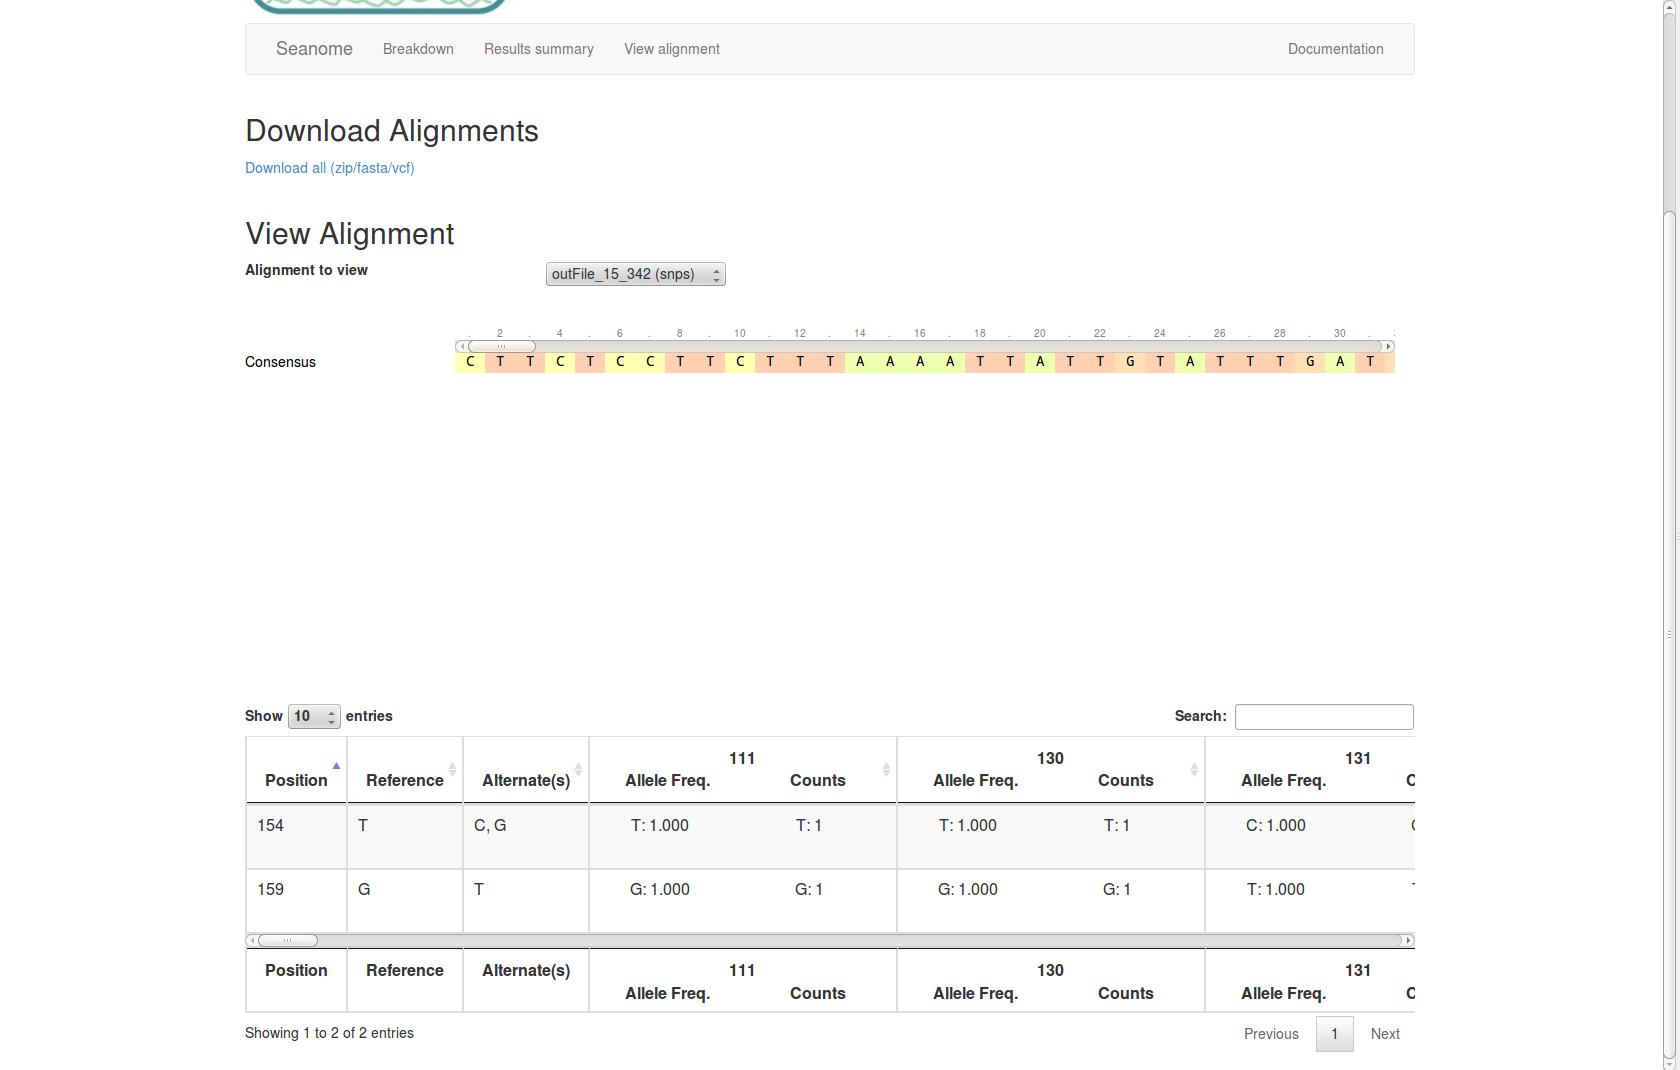 Seanome Breakdown Results summary View alignment Documentation
Download Alignments
Download all (zip/fasta/vcf)
View Alignment
Alignment to view outFile_15_342 (snps)
. 2 . 4 . 6 . 8 . 10 . 12 . 14 . 16 . 18 . 20 . 22 . 24 . 26 . 28 . 30 .
Consensus C T T C T C C T T C T T T A A A A T T A T T G T A T T T G A T
Show 10 entries Search:
111 130 131
Position Reference Alternate(s) Allele Freq. Counts Allele Freq. Counts Allele Freq.
154 T C, G T: 1.000 T: 1 T: 1.000 T: 1 C: 1.000
159 G T G: 1.000 G: 1 G: 1.000 G: 1 T: 1.000
Position Reference Alternate(s) 111 130 131
Allele Freq. Counts Allele Freq. Counts Allele Freq.
Showing 1 to 2 of 2 entries Previous 1 Next